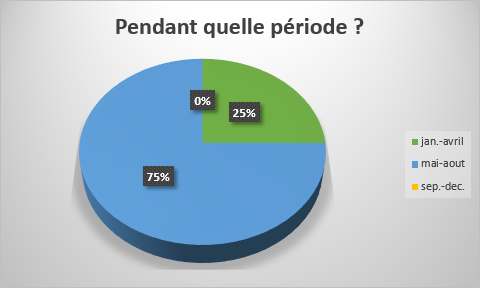 Pendant quelle période ?
0%
25%
75%
jan.-avril
mai-aout
sep.-dec.